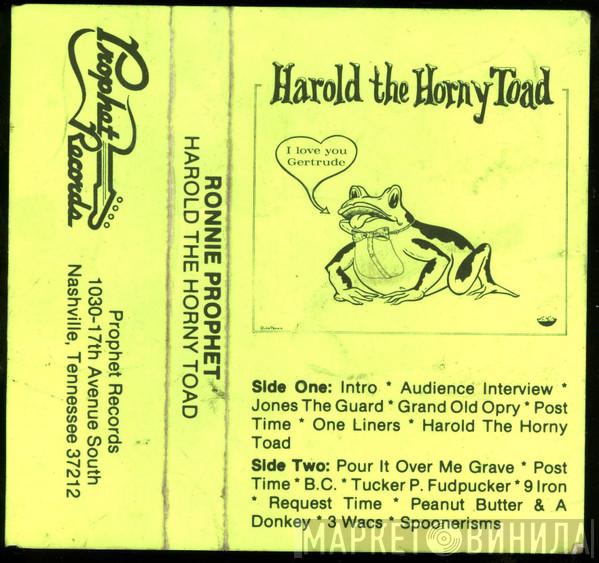 Prophet
Records
Prophet Records
1030-17th Avenue South
Nashville, Tennessee 37212
RONNIE PROPHET
HAROLD THE HORNY TOAD
Harold the Horny Toad
I love you
Gertrude
Side One: Intro * Audience Interview *
Jones The Guard * Grand Old Opry * Post
Time * One Liners * Harold The Horny
Toad
Side Two: Pour It Over Me Grave * Post
Time * B.C. * Tucker P. Fudpucker * 9 Iron
* Request Time * Peanut Butter & A
Donkey * 3 Wacs * Spoonerisms
МАРКЕТ ВИНИЛА